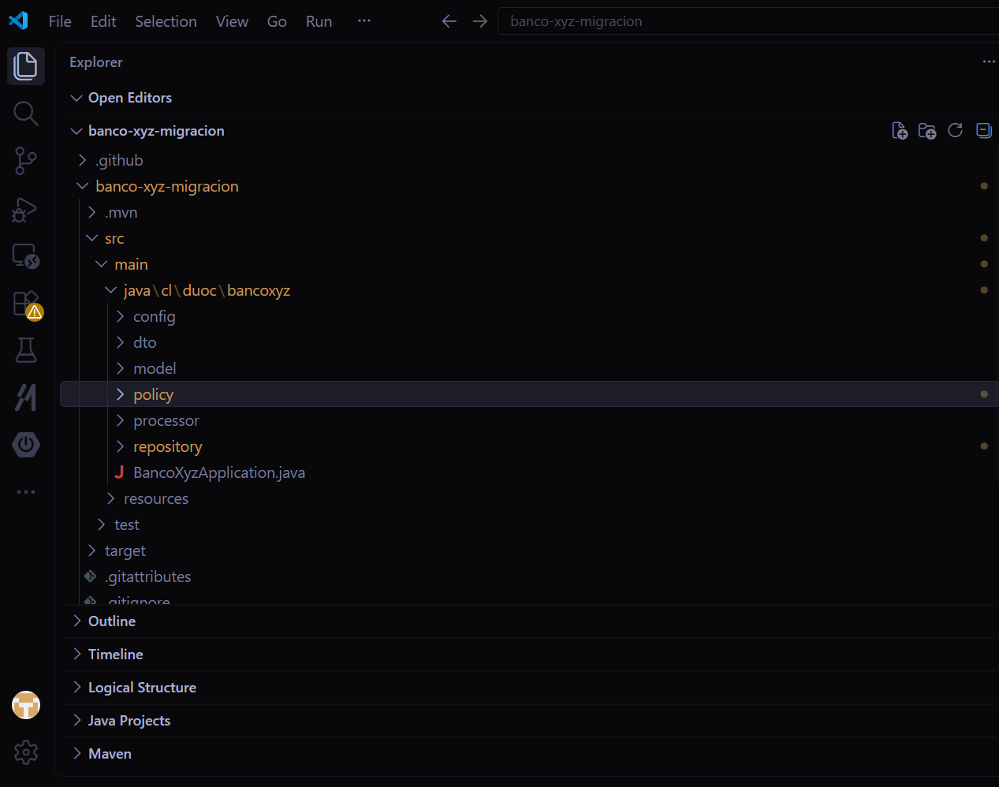 File Edit Selection View Go Run ··· banco-xyz-migracion
Explorer
Open Editors
banco-xyz-migracion
.github
banco-xyz-migracion
.mvn
src
main
java\cl\duoc\bancoxyz
config
dto
model
policy
processor
repository
J BancoXyzApplication.java
resources
test
target
.gitattributes
.gitignore
Outline
Timeline
Logical Structure
Java Projects
Maven